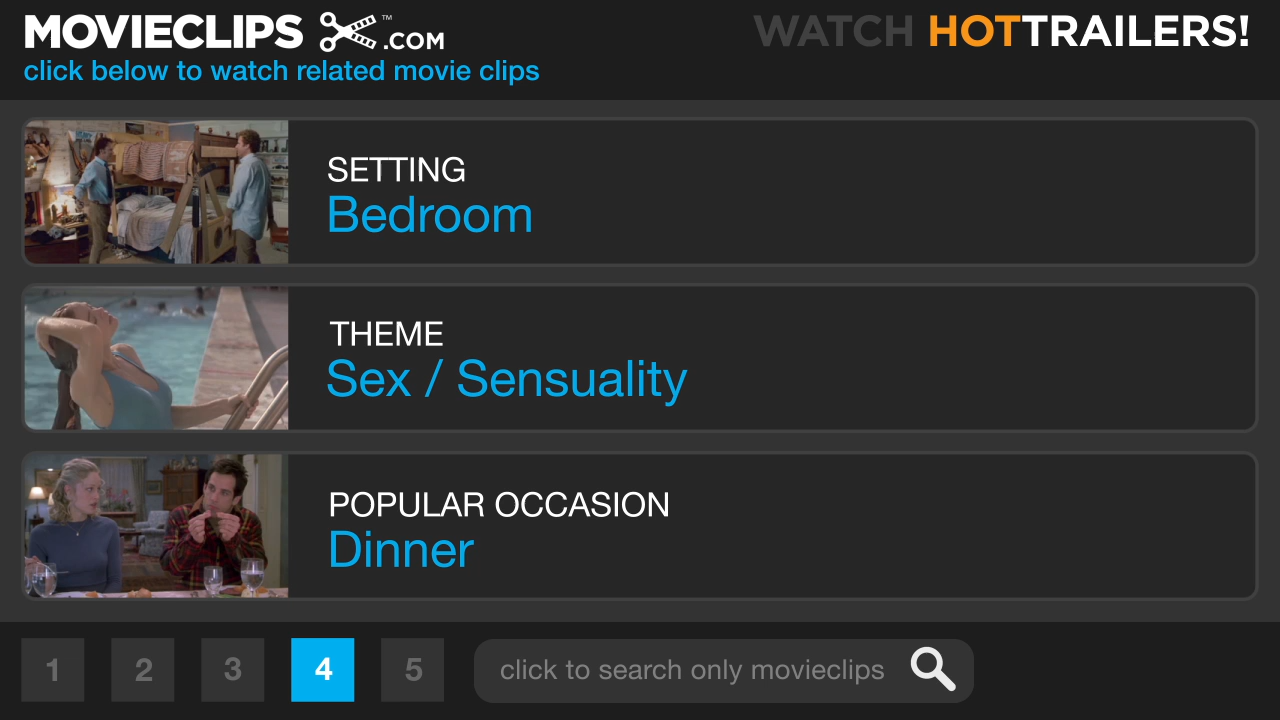 MOVIECLIPS ™ .COM
WATCH HOTTRAILERS!
click below to watch related movie clips
SETTING
Bedroom
THEME
Sex / Sensuality
POPULAR OCCASION
Dinner
1 2 3 4 5
click to search only movieclips